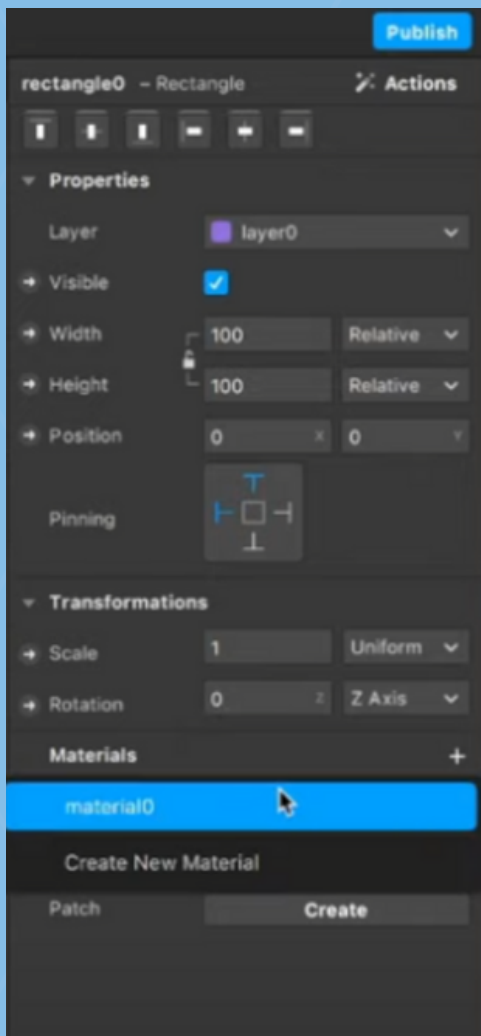 Publish
rectangle0 – Rectangle Actions
Properties
Layer layer0
Visible
Width 100 Relative
Height 100 Relative
Position 0 X 0 Y
Pinning
Transformations
Scale 1 Uniform
Rotation 0 Z Z Axis
Materials +
material0
Create New Material
Patch Create